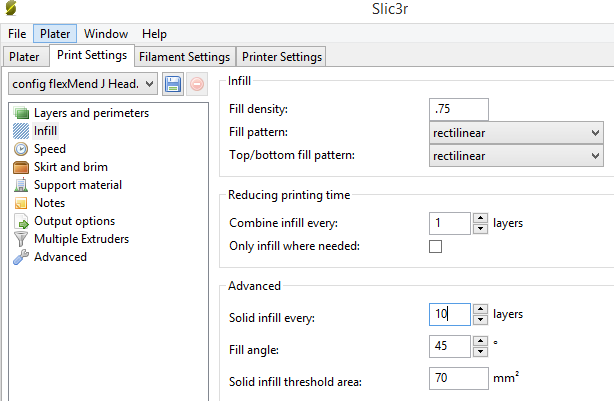 Slic3r
File Plater Window Help
Plater Print Settings Filament Settings Printer Settings
config flexMend J Head.
Layers and perimeters
Infill
Speed
Skirt and brim
Support material
Notes
Output options
Multiple Extruders
Advanced
Infill
Fill density: .75
Fill pattern: rectilinear
Top/bottom fill pattern: rectilinear
Reducing printing time
Combine infill every: 1 layers
Only infill where needed:
Advanced
Solid infill every: 10 layers
Fill angle: 45 °
Solid infill threshold area: 70 mm²